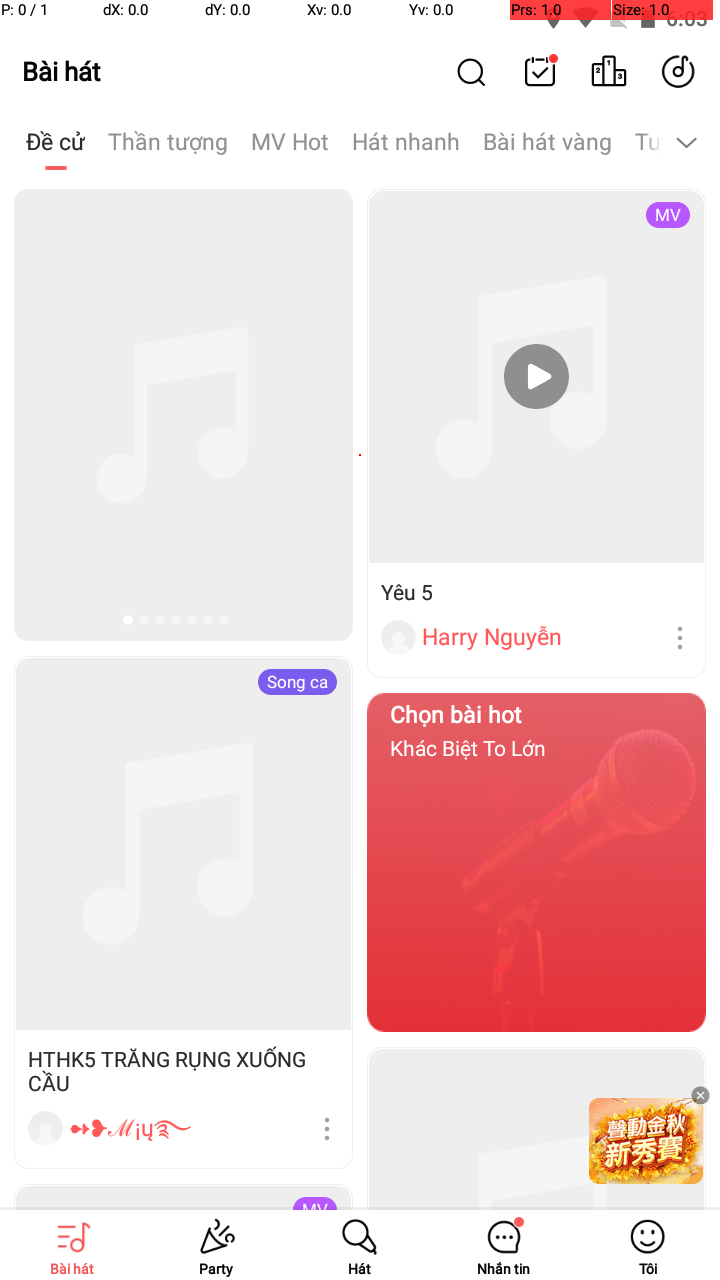 P: 0 / 1 dX: 0.0 dY: 0.0 Xv: 0.0 Yv: 0.0 Prs: 1.0 Size: 1.0
6:03
Bài hát
Đề cử Thần tượng MV Hot Hát nhanh Bài hát vàng Tu
MV
Yêu 5
Harry Nguyễn
Song ca
Chọn bài hot
Khác Biệt To Lớn
HTHK5 TRĂNG RỤNG XUỐNG
CẦU
聲動金秋
新秀賽
MV
Bài hát Party Hát Nhắn tin Tôi